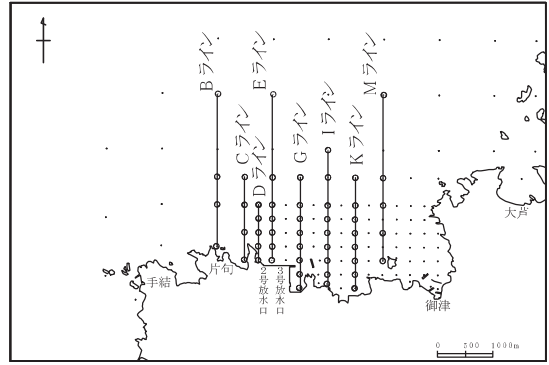 Bライン
Cライン
Dライン
Eライン
Gライン
Iライン
Kライン
Mライン
大芦
手結
片句
2号放水口
3号放水口
御津
0 500 1000m